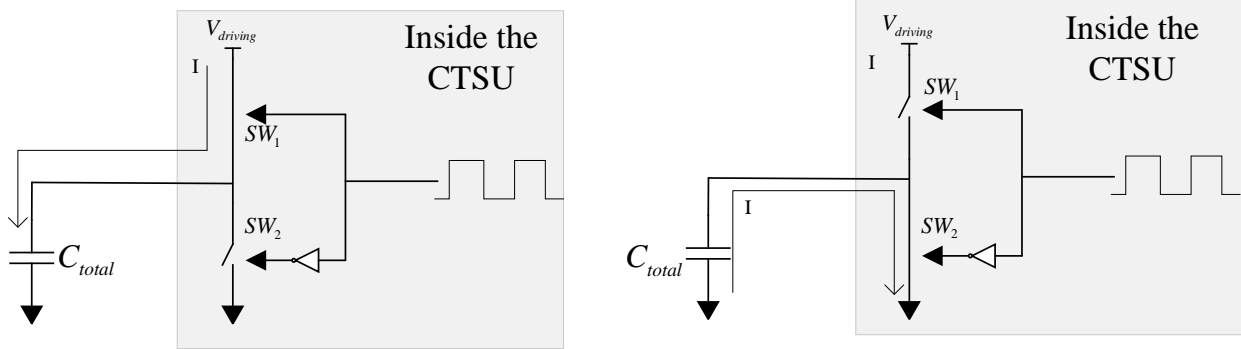 V_driving
Inside the
CTSU
I
SW_1
SW_2
C_total
V_driving
Inside the
CTSU
I
SW_1
I
SW_2
C_total